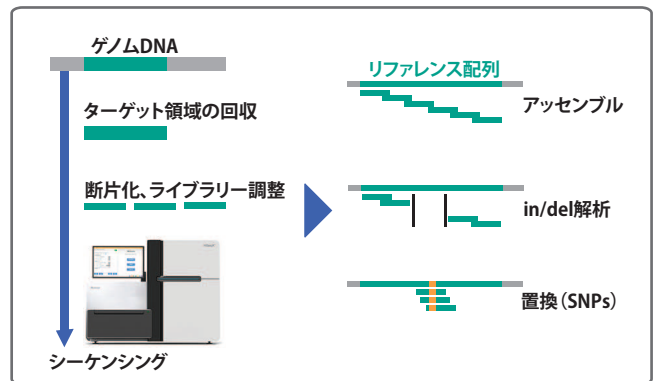 ゲノムDNA
ターゲット領域の回収
断片化、ライブラリー調整
シーケンシング
リファレンス配列
アッセンブル
in/del解析
置換（SNPs）